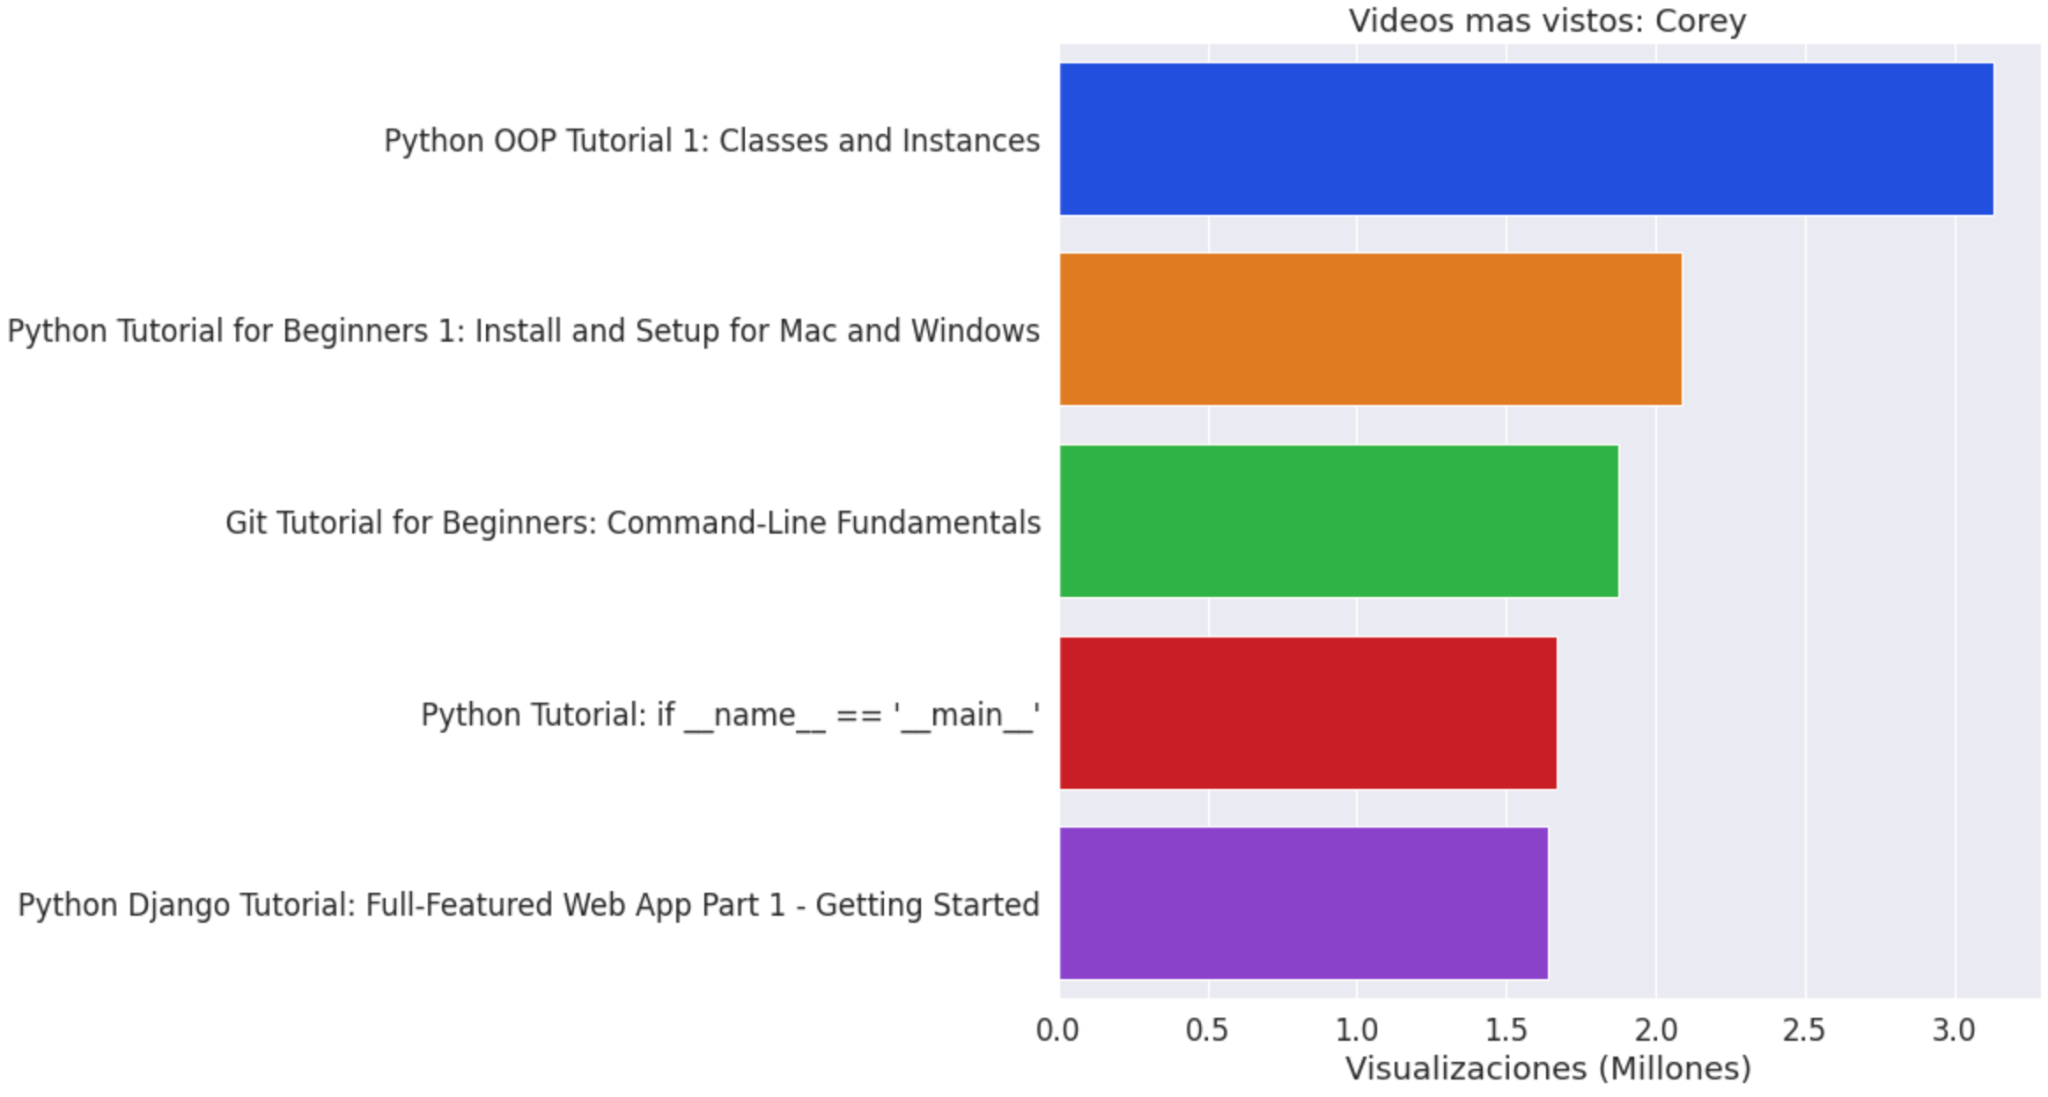 Videos mas vistos: Corey
Python OOP Tutorial 1: Classes and Instances
Python Tutorial for Beginners 1: Install and Setup for Mac and Windows
Git Tutorial for Beginners: Command-Line Fundamentals
Python Tutorial: if __name__ == '__main__'
Python Django Tutorial: Full-Featured Web App Part 1 - Getting Started
0.0 0.5 1.0 1.5 2.0 2.5 3.0
Visualizaciones (Millones)